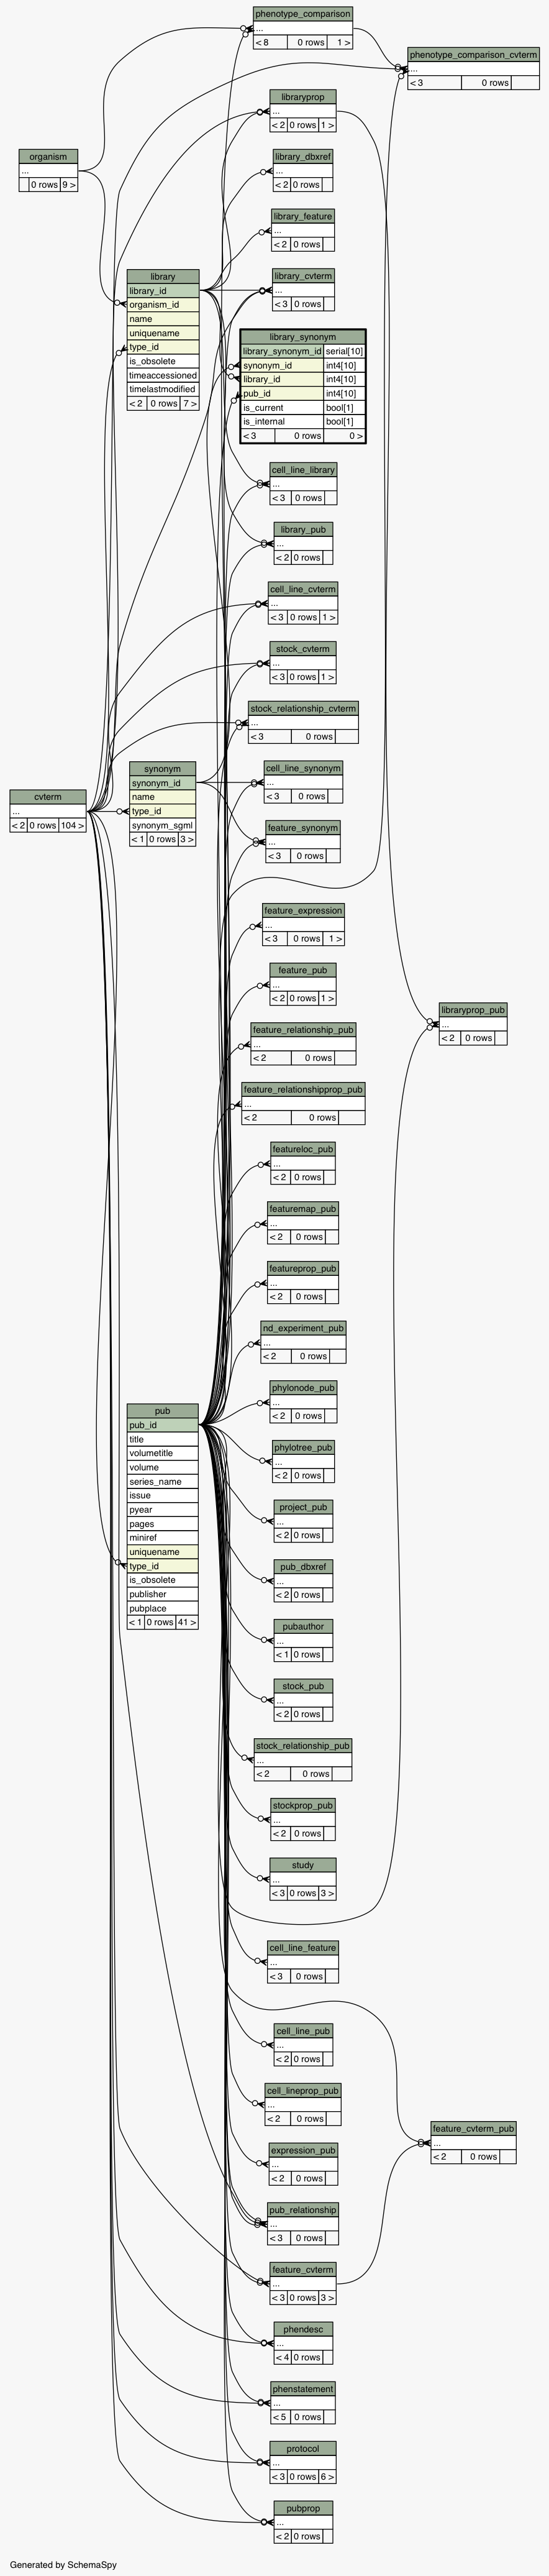 phenotype_comparison
...
< 8 0 rows 1 >
phenotype_comparison_cvterm
...
< 3 0 rows
libraryprop
...
< 2 0 rows 1 >
organism
...
0 rows 9 >
library_dbxref
...
< 2 0 rows
library_feature
...
< 2 0 rows
library
library_id
organism_id
name
uniquename
type_id
is_obsolete
timeaccessioned
timelastmodified
< 2 0 rows 7 >
library_cvterm
...
< 3 0 rows
library_synonym
library_synonym_id serial[10]
synonym_id int4[10]
library_id int4[10]
pub_id int4[10]
is_current bool[1]
is_internal bool[1]
< 3 0 rows 0 >
cell_line_library
...
< 3 0 rows
library_pub
...
< 2 0 rows
cell_line_cvterm
...
< 3 0 rows 1 >
stock_cvterm
...
< 3 0 rows 1 >
stock_relationship_cvterm
...
< 3 0 rows
cvterm
...
< 2 0 rows 104 >
synonym
synonym_id
name
type_id
synonym_sgml
< 1 0 rows 3 >
cell_line_synonym
...
< 3 0 rows
feature_synonym
...
< 3 0 rows
feature_expression
...
< 3 0 rows 1 >
feature_pub
...
< 2 0 rows 1 >
libraryprop_pub
...
< 2 0 rows
feature_relationship_pub
...
< 2 0 rows
feature_relationshipprop_pub
...
< 2 0 rows
featureloc_pub
...
< 2 0 rows
featuremap_pub
...
< 2 0 rows
featureprop_pub
...
< 2 0 rows
nd_experiment_pub
...
< 2 0 rows
phylonode_pub
...
< 2 0 rows
pub
pub_id
title
volumetitle
volume
series_name
issue
pyear
pages
miniref
uniquename
type_id
is_obsolete
publisher
pubplace
< 1 0 rows 41 >
phylotree_pub
...
< 2 0 rows
project_pub
...
< 2 0 rows
pub_dbxref
...
< 2 0 rows
pubauthor
...
< 1 0 rows
stock_pub
...
< 2 0 rows
stock_relationship_pub
...
< 2 0 rows
stockprop_pub
...
< 2 0 rows
study
...
< 3 0 rows 3 >
cell_line_feature
...
< 3 0 rows
cell_line_pub
...
< 2 0 rows
cell_lineprop_pub
...
< 2 0 rows
feature_cvterm_pub
...
< 2 0 rows
expression_pub
...
< 2 0 rows
pub_relationship
...
< 3 0 rows
feature_cvterm
...
< 3 0 rows 3 >
phendesc
...
< 4 0 rows
phenstatement
...
< 5 0 rows
protocol
...
< 3 0 rows 6 >
pubprop
...
< 2 0 rows
Generated by SchemaSpy